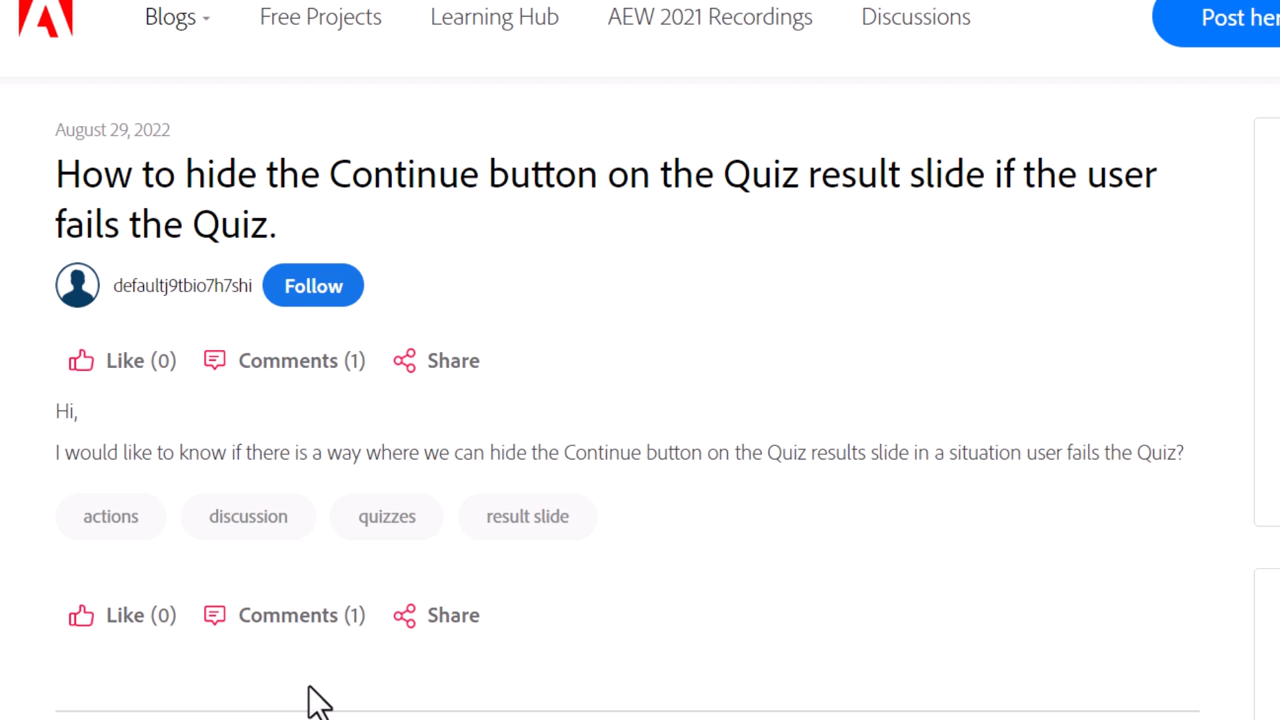 Blogs
Free Projects
Learning Hub
AEW 2021 Recordings
Discussions
Post her
August 29, 2022
How to hide the Continue button on the Quiz result slide if the user
fails the Quiz.
defaultj9tbio7h7shi
Follow
Like (0)
Comments (1)
Share
Hi,
I would like to know if there is a way where we can hide the Continue button on the Quiz results slide in a situation user fails the Quiz?
actions
discussion
quizzes
result slide
Like (0)
Comments (1)
Share